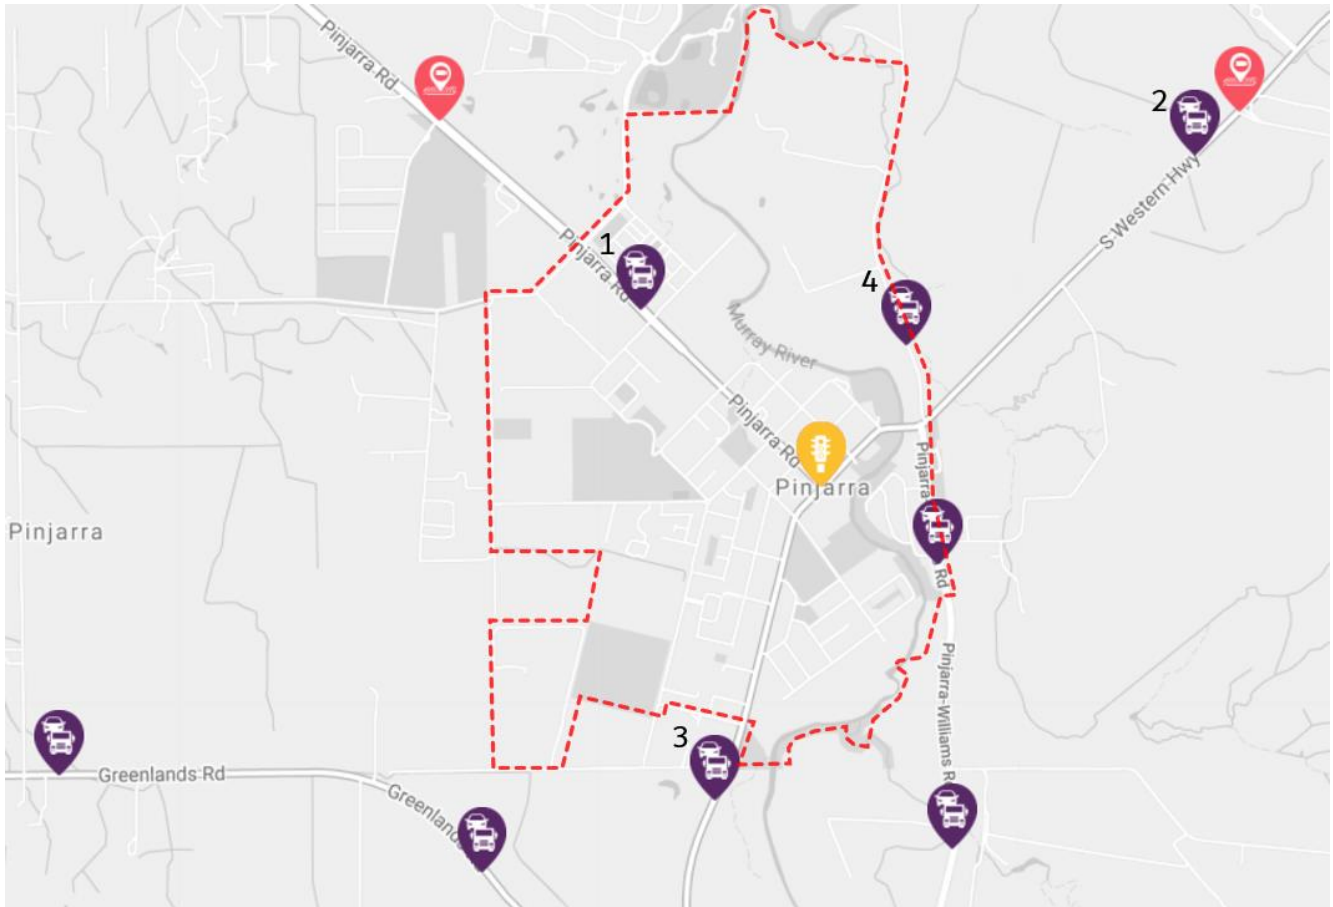 Pinjarra Rd
2
S Western Hwy
1
Pinjarra Rd
4
Murray River
Pinjarra Rd
Pinjarra
Pinjarra-
Rd
Pinjarra
Pinjarra-Williams R
3
Greenlands Rd
Greenlands